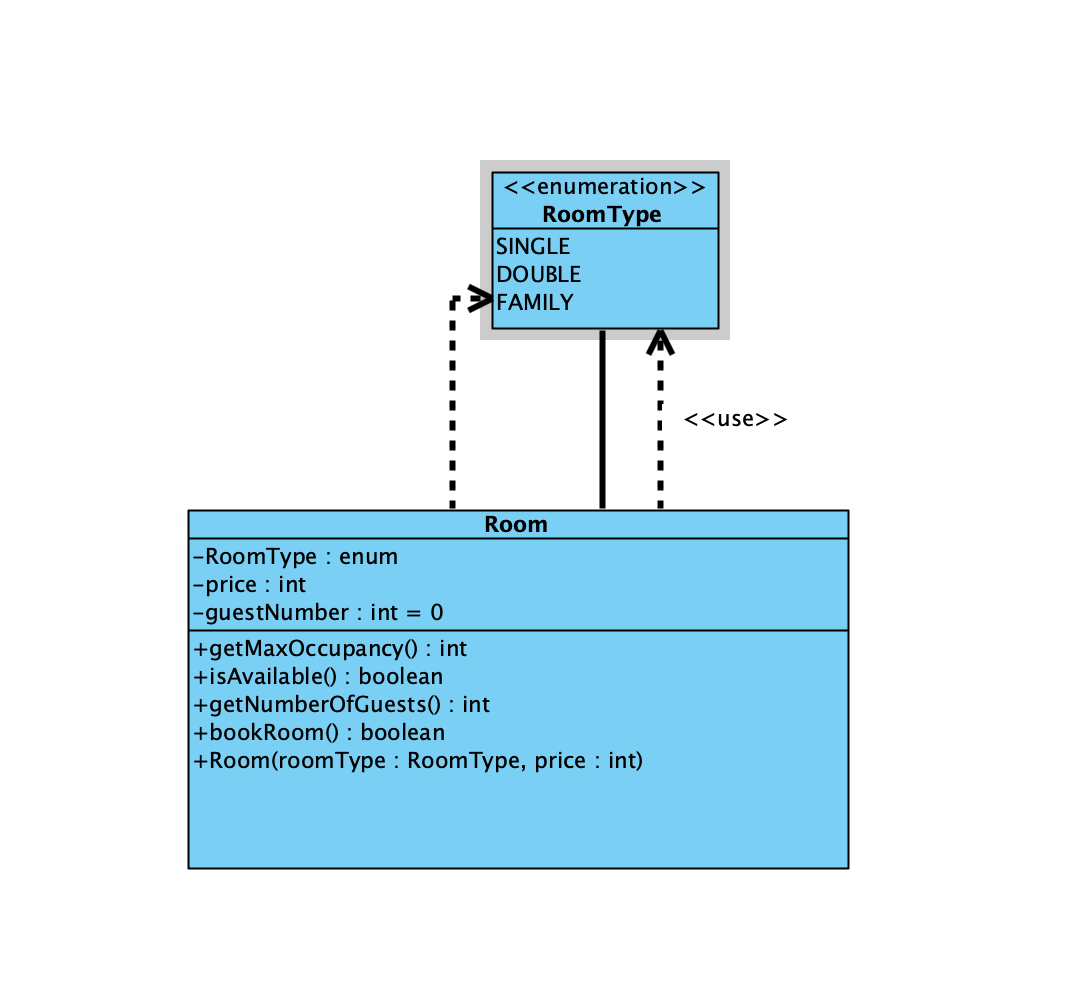 <<enumeration>>
RoomType
SINGLE
DOUBLE
FAMILY
<<use>>
Room
-RoomType : enum
-price : int
-guestNumber : int = 0
+getMaxOccupancy() : int
+isAvailable() : boolean
+getNumberOfGuests() : int
+bookRoom() : boolean
+Room(roomType : RoomType, price : int)